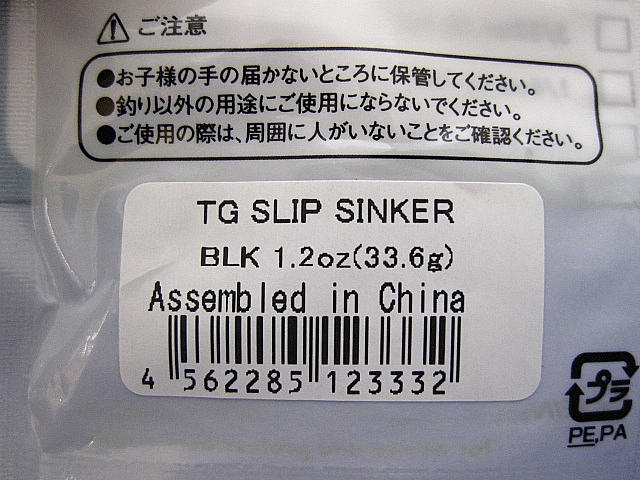 ご注意
●お子様の手の届かないところに保管してください。
●釣り以外の用途にご使用にならないでください。
●ご使用の際は、周囲に人がいないことをご確認ください。
TG SLIP SINKER
BLK 1.2oz(33.6g)
Assembled in China
4 562285 123332
プラ
PE,PA